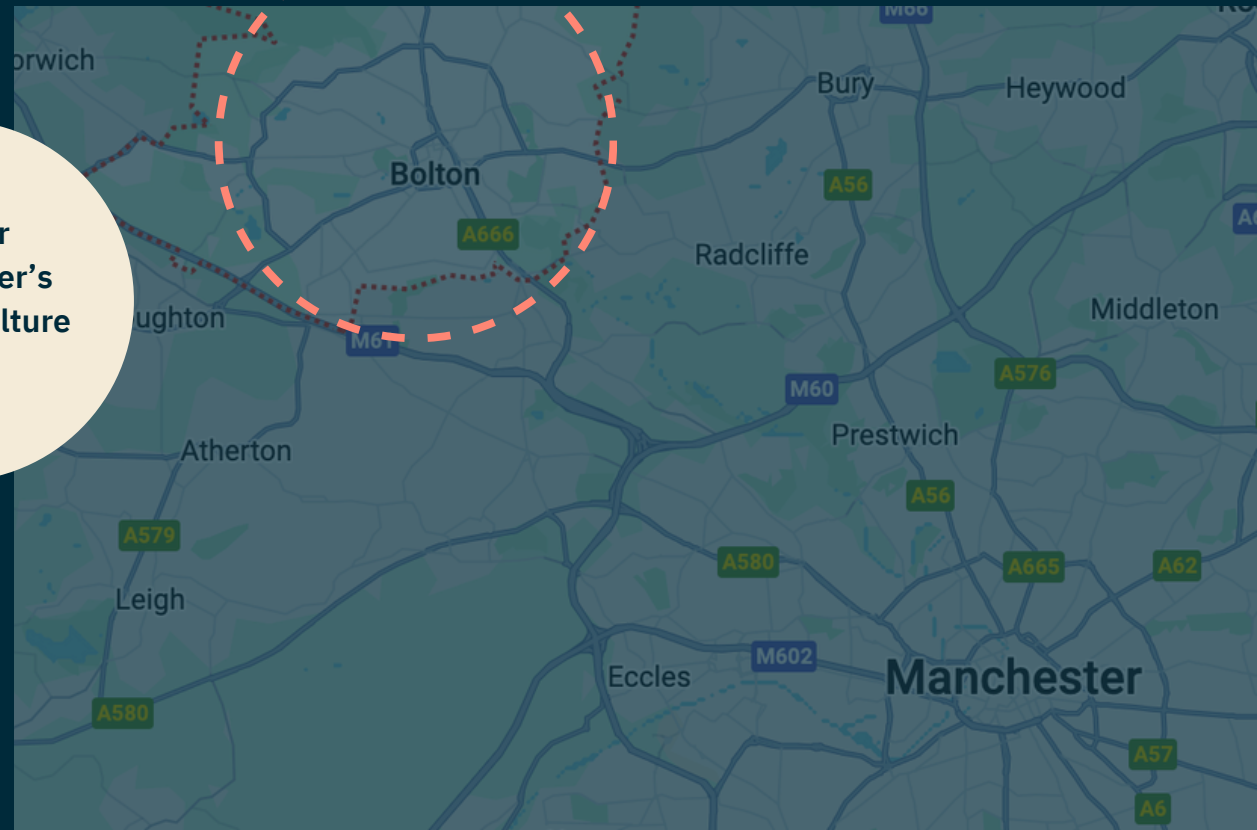 M66
orwich
Bury
Heywood
Bolton
A56
r
er’s
lture
A666
Radcliffe
ughton
Middleton
M61
A576
M60
Atherton
Prestwich
A56
A579
A580
A665
A62
Leigh
M602
Manchester
Eccles
A580
A57
A6